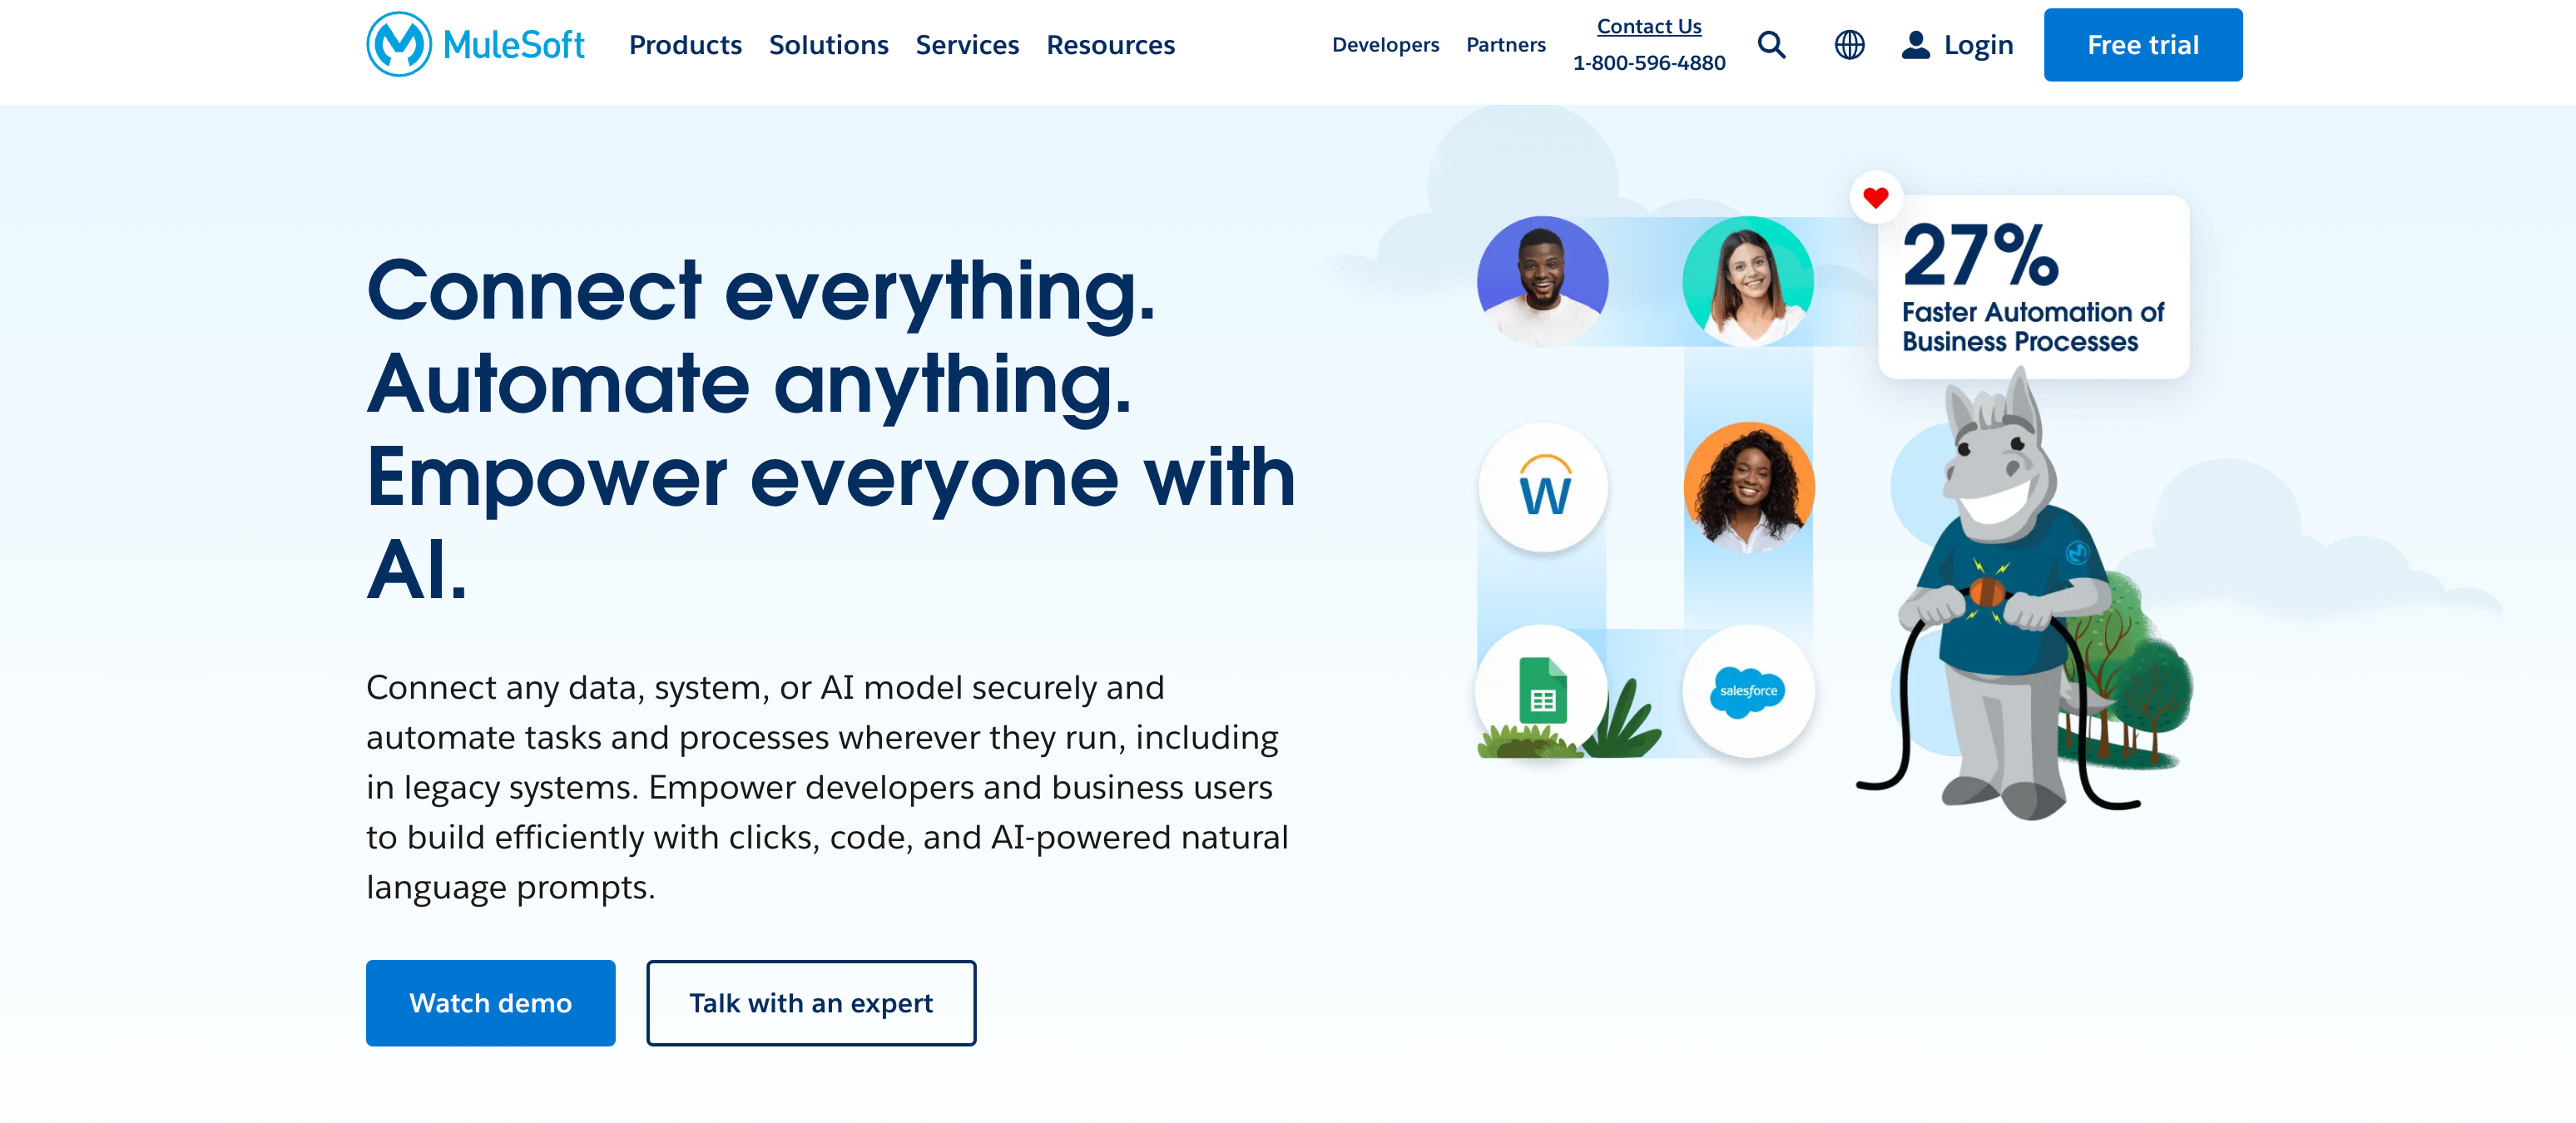 MuleSoft
Products
Solutions
Services
Resources
Developers
Partners
Contact Us
1-800-596-4880
Login
Free trial
Connect everything.
Automate anything.
Empower everyone with
AI.
Connect any data, system, or AI model securely and
automate tasks and processes wherever they run, including
in legacy systems. Empower developers and business users
to build efficiently with clicks, code, and AI-powered natural
language prompts.
Watch demo
Talk with an expert
27%
Faster Automation of
Business Processes
W
salesforce